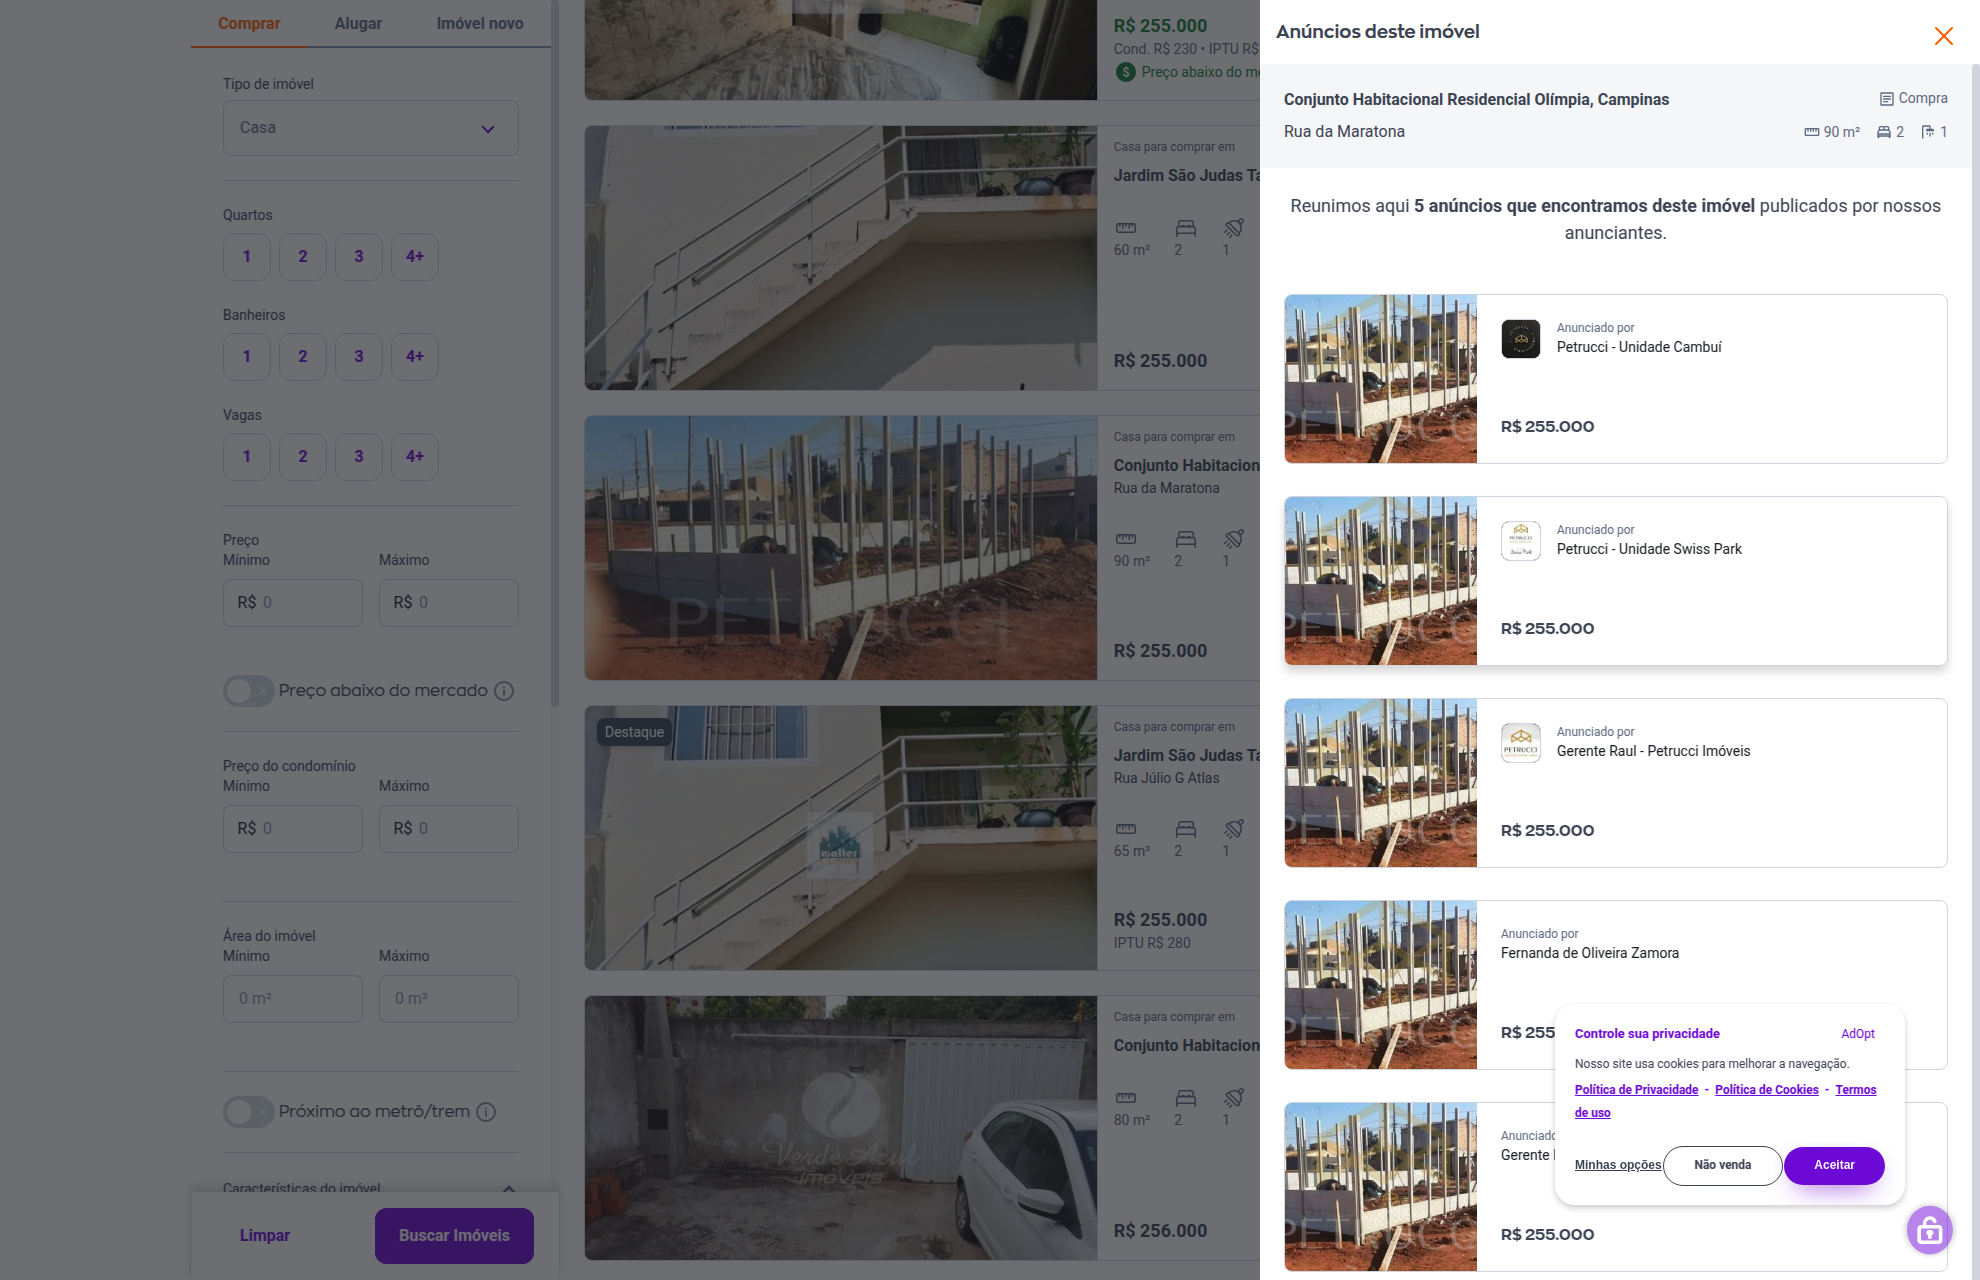 Comprar
Alugar
Imóvel novo
Tipo de imóvel
Casa
Quartos
1
2
3
4+
Banheiros
1
2
3
4+
Vagas
1
2
3
4+
Preço
Mínimo
Máximo
R$ 0
R$ 0
Preço abaixo do mercado
Preço do condomínio
Mínimo
Máximo
R$ 0
R$ 0
Área do imóvel
Mínimo
Máximo
0 m²
0 m²
Próximo ao metrô/trem
Características do imóvel
Limpar
Buscar Imóveis
R$ 255.000
Cond. R$ 230 • IPTU R$
Preço abaixo do me
Casa para comprar em
Jardim São Judas Ta
60 m²
2
1
R$ 255.000
PETRUCCI
Casa para comprar em
Conjunto Habitacion
Rua da Maratona
90 m²
2
1
R$ 255.000
Destaque
walter
Casa para comprar em
Jardim São Judas Ta
Rua Júlio G Atlas
65 m²
2
1
R$ 255.000
IPTU R$ 280
Verde Azul
imóveis
Casa para comprar em
Conjunto Habitacion
80 m²
2
1
R$ 256.000
Anúncios deste imóvel
Conjunto Habitacional Residencial Olímpia, Campinas
Compra
Rua da Maratona
90 m²
2
1
Reunimos aqui 5 anúncios que encontramos deste imóvel publicados por nossos
anunciantes.
Anunciado por
Petrucci - Unidade Cambuí
R$ 255.000
Anunciado por
Petrucci - Unidade Swiss Park
PETRUCCI
Swiss Park
R$ 255.000
Anunciado por
Gerente Raul - Petrucci Imóveis
PETRUCCI
R$ 255.000
Anunciado por
Fernanda de Oliveira Zamora
R$ 255
Anunciado
Gerente
R$ 255.000
Controle sua privacidade
AdOpt
Nosso site usa cookies para melhorar a navegação.
Política de Privacidade - Política de Cookies - Termos
de uso
Minhas opções
Não venda
Aceitar